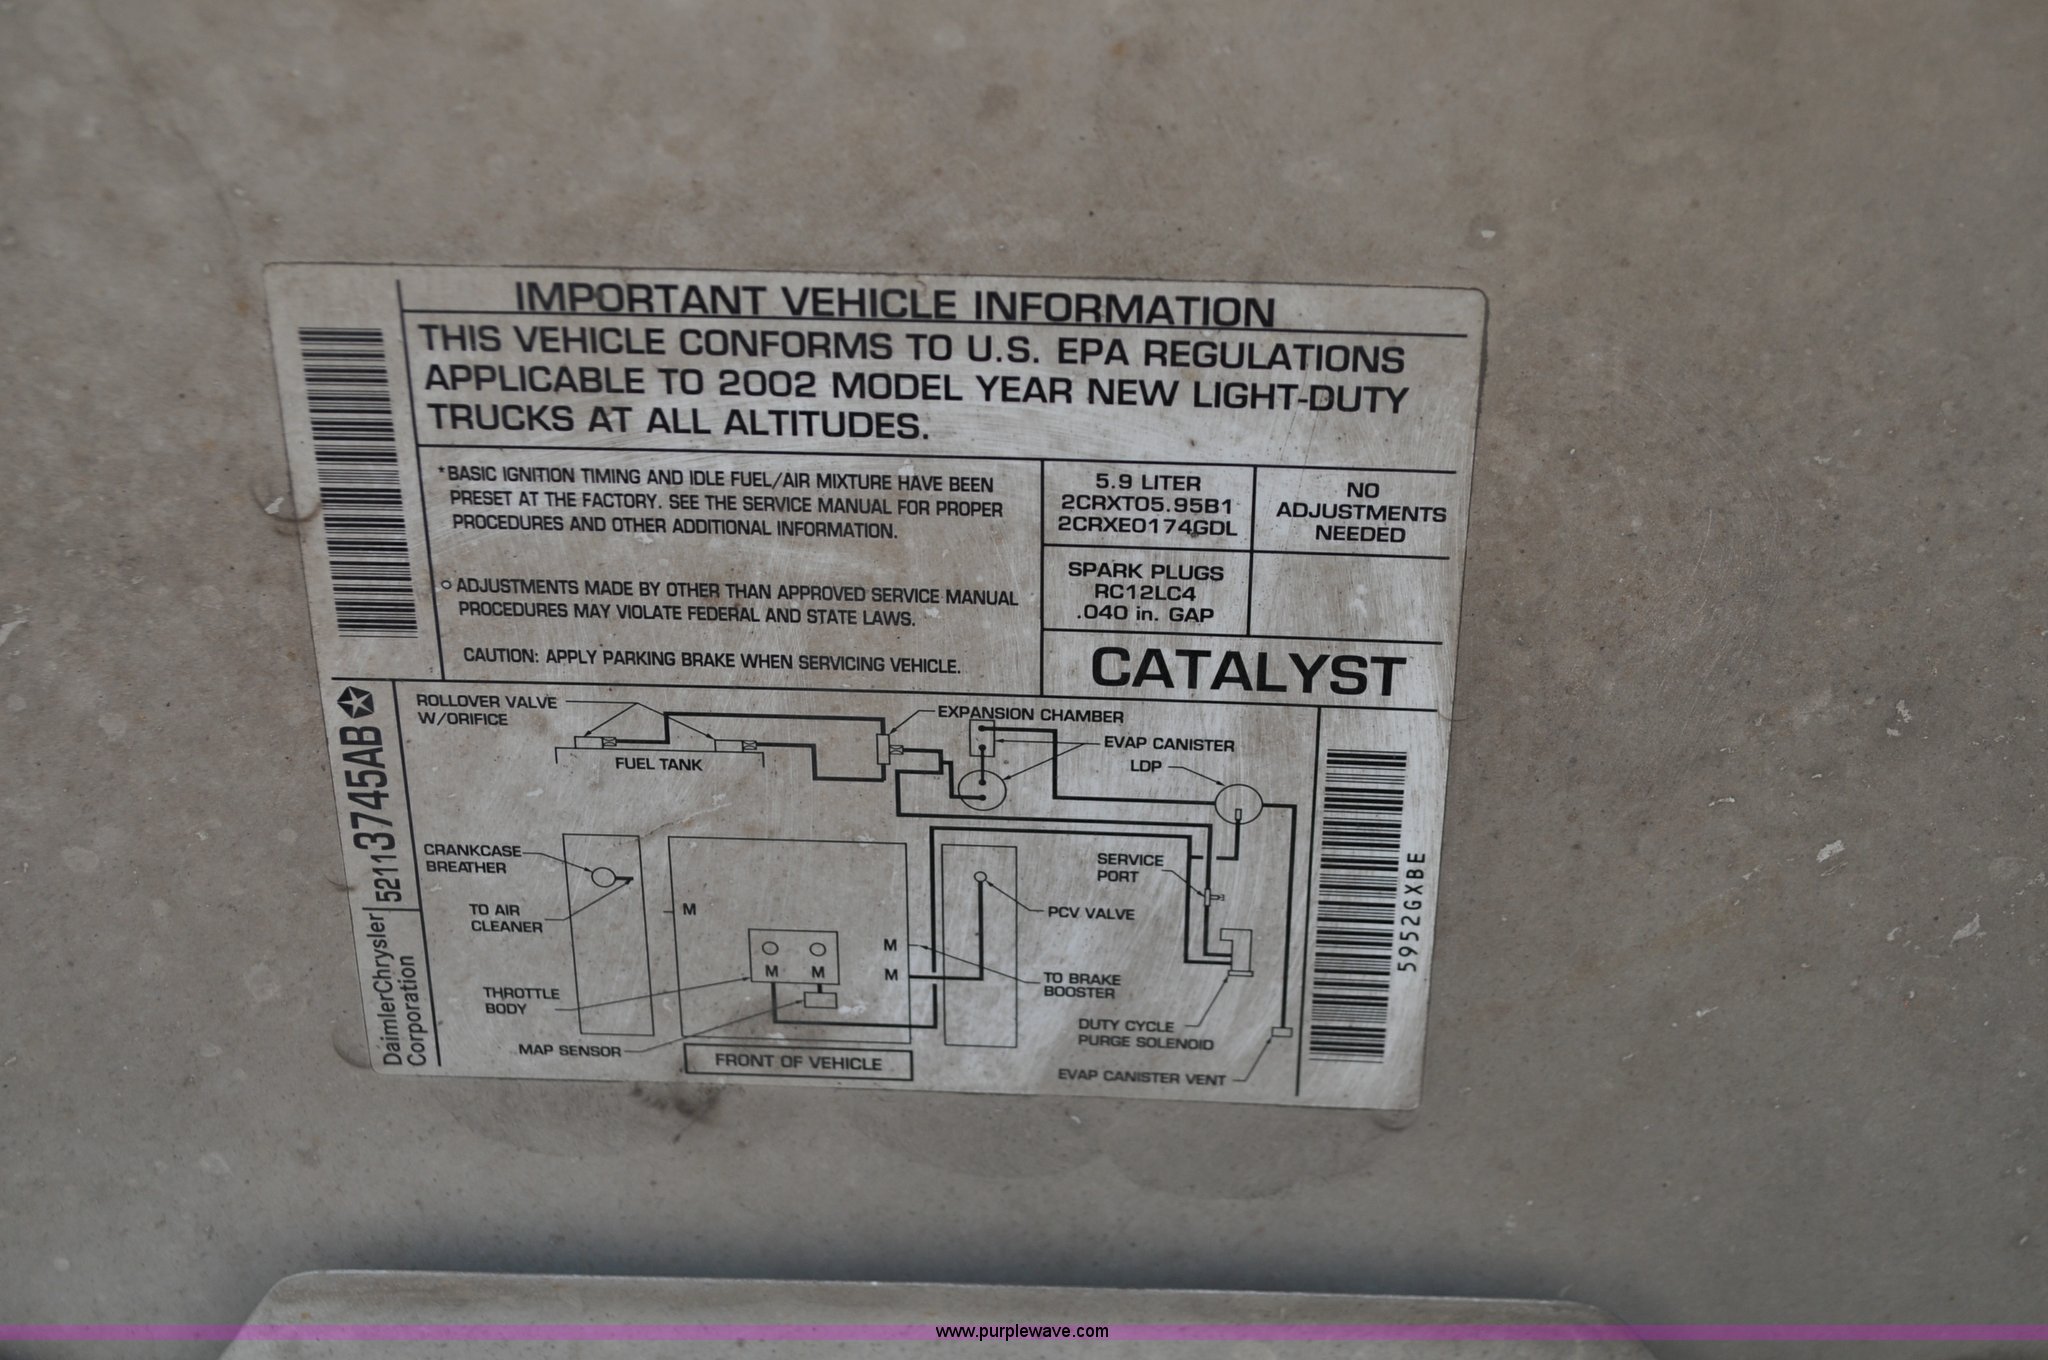 IMPORTANT VEHICLE INFORMATION
THIS VEHICLE CONFORMS TO U.S. EPA REGULATIONS
APPLICABLE TO 2002 MODEL YEAR NEW LIGHT-DUTY
TRUCKS AT ALL ALTITUDES.
*BASIC IGNITION TIMING AND IDLE FUEL/AIR MIXTURE HAVE BEEN
PRESET AT THE FACTORY. SEE THE SERVICE MANUAL FOR PROPER
PROCEDURES AND OTHER ADDITIONAL INFORMATION.
○ ADJUSTMENTS MADE BY OTHER THAN APPROVED SERVICE MANUAL
PROCEDURES MAY VIOLATE FEDERAL AND STATE LAWS.
CAUTION: APPLY PARKING BRAKE WHEN SERVICING VEHICLE.
5.9 LITER
2CRXT05.95B1
2CRXE0174GDL
NO
ADJUSTMENTS
NEEDED
SPARK PLUGS
RC12LC4
.040 in. GAP
CATALYST
DaimlerChrysler
Corporation
52113745AB
ROLLOVER VALVE
W/ORIFICE
FUEL TANK
EXPANSION CHAMBER
EVAP CANISTER
LDP
CRANKCASE
BREATHER
TO AIR
CLEANER
M
M
M
M M
SERVICE
PORT
PCV VALVE
THROTTLE
BODY
TO BRAKE
BOOSTER
MAP SENSOR
FRONT OF VEHICLE
DUTY CYCLE
PURGE SOLENOID
EVAP CANISTER VENT
5952GXBE
www.purplewave.com